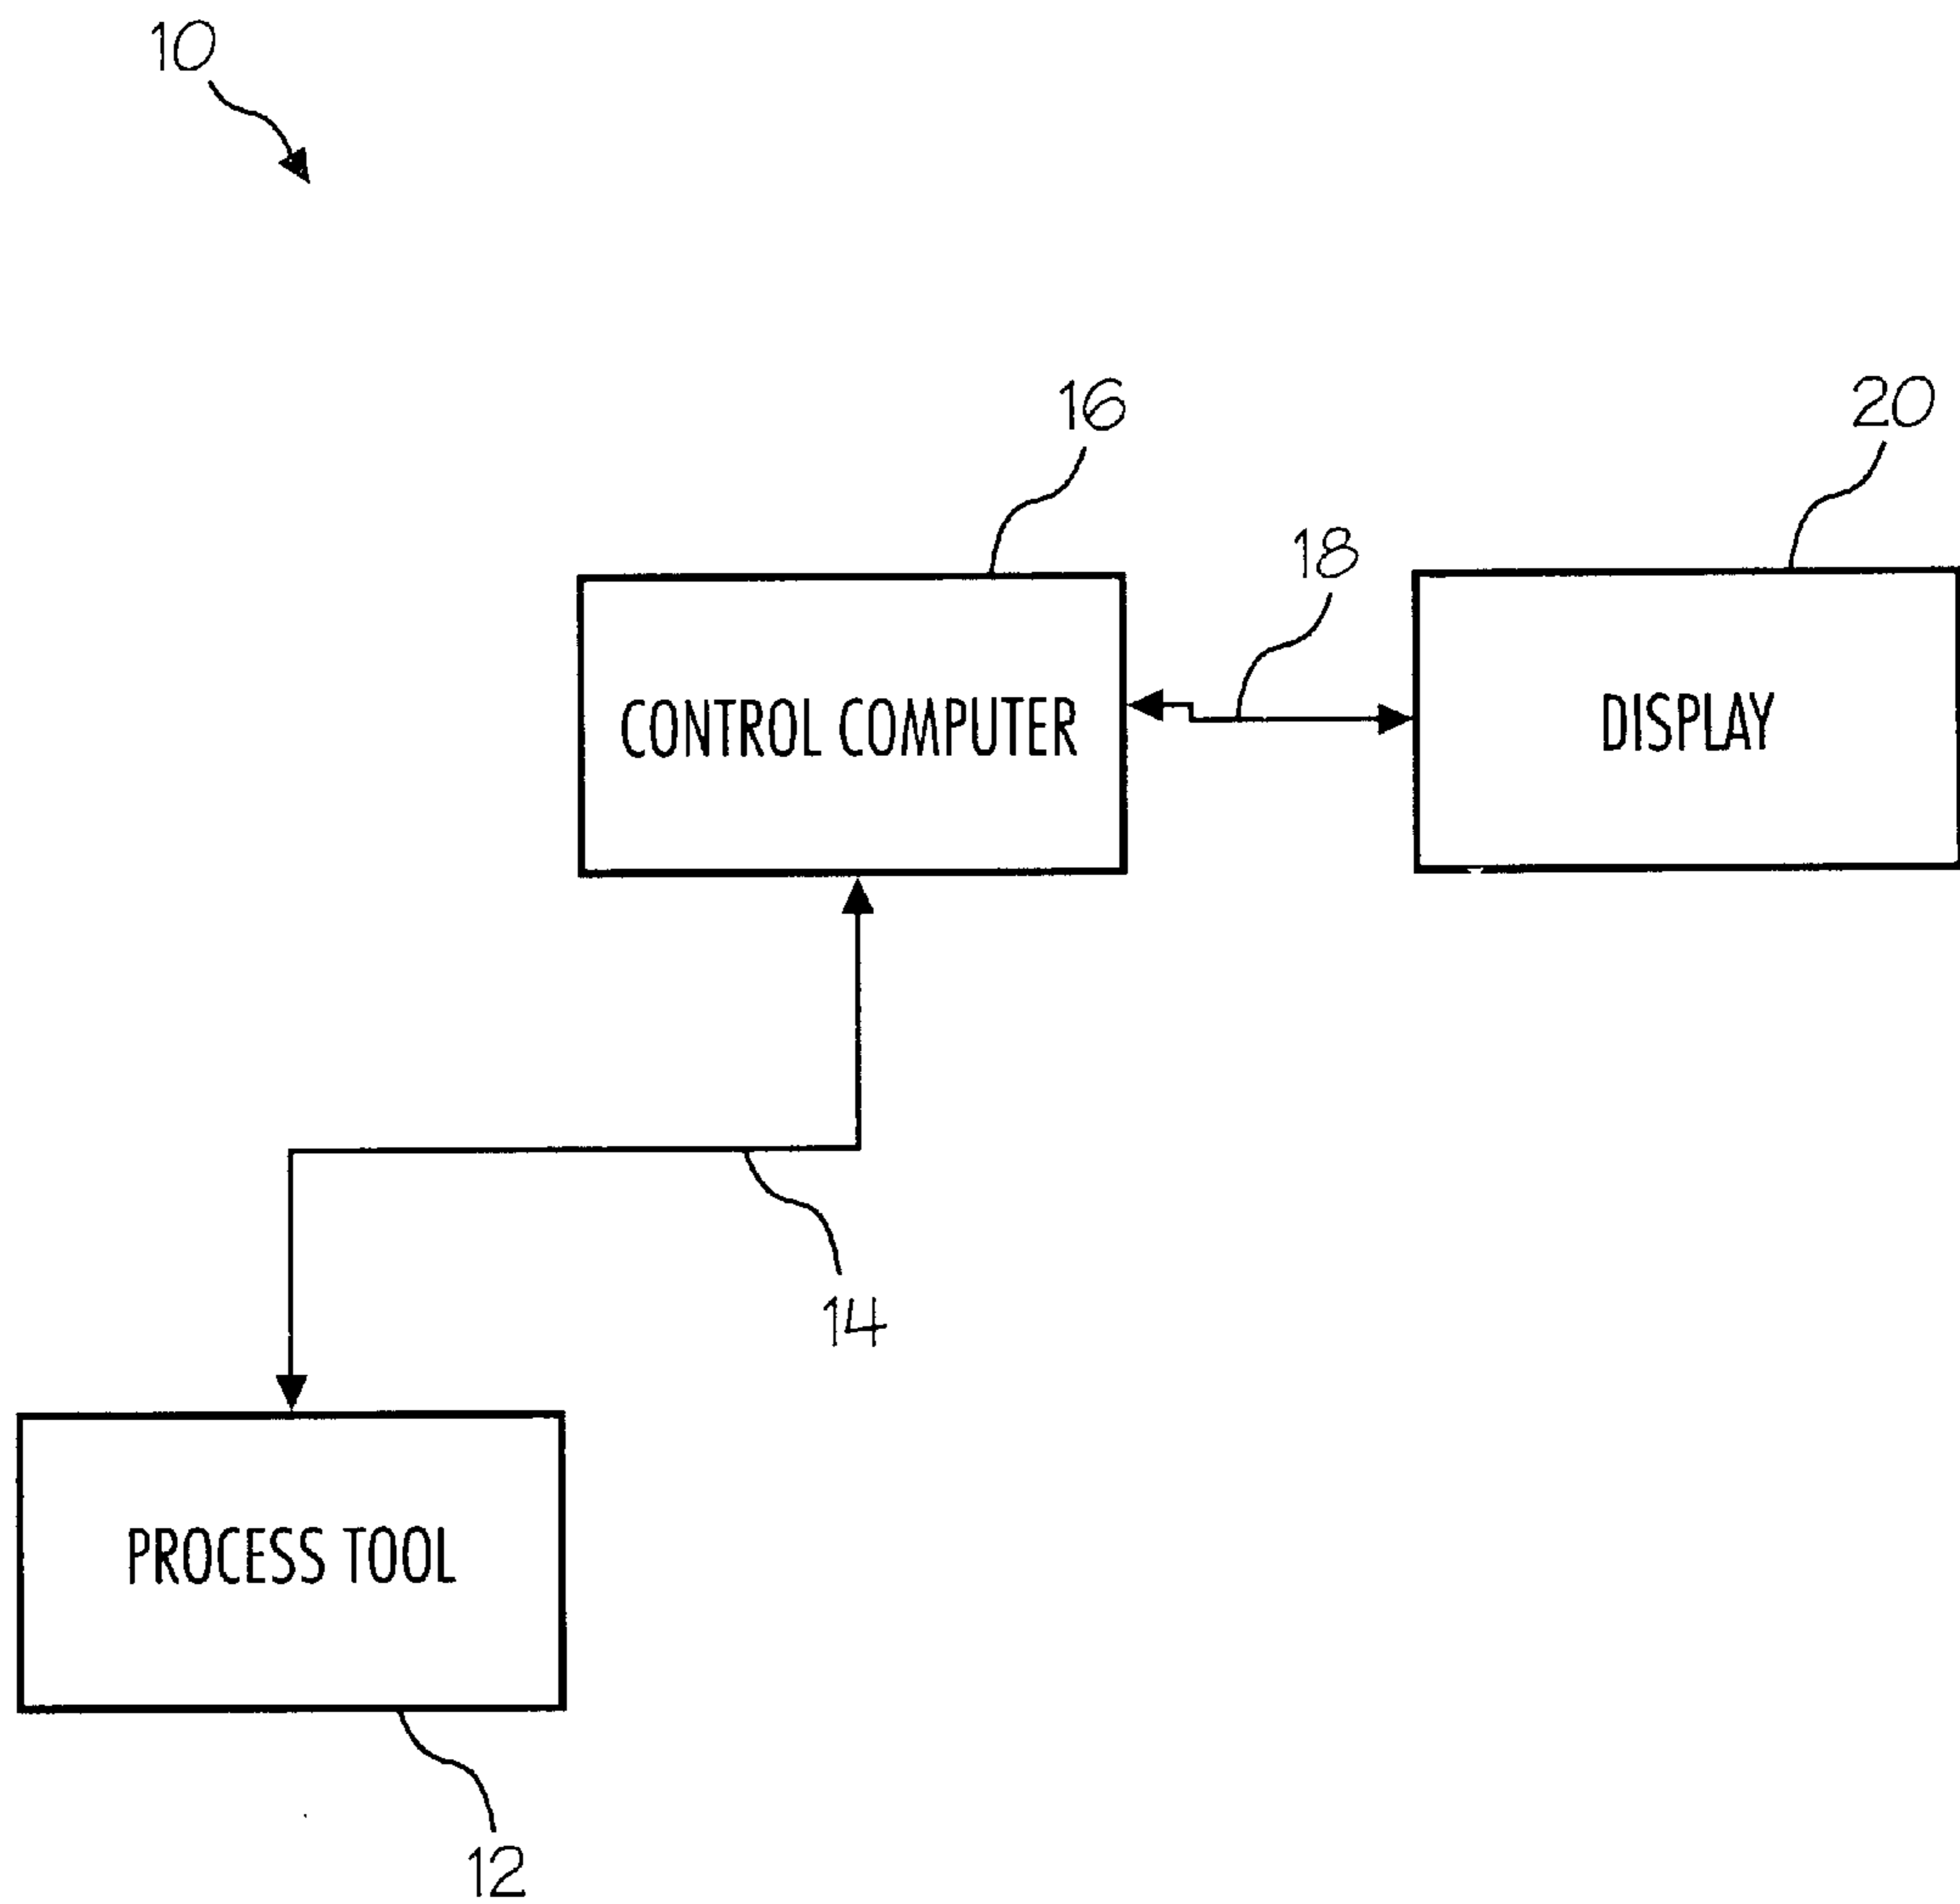 10
16
20
18
CONTROL COMPUTER
DISPLAY
14
PROCESS TOOL
12